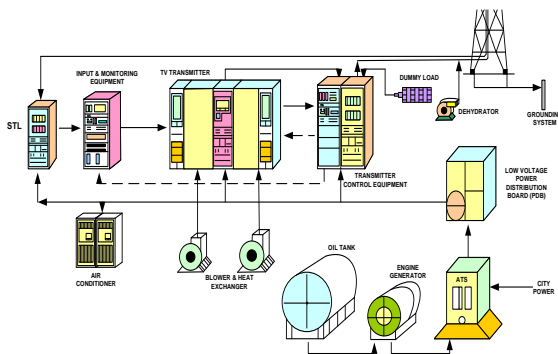 INPUT & MONITORING
EQUIPMENT
TV TRANSMITTER
DUMMY LOAD
DEHYDRATOR
GROUNDIN
SYSTEM
STL
TRANSMITTER
CONTROL EQUIPMENT
LOW VOLTAGE
POWER
DISTRIBUTION
BOARD (PDB)
AIR
CONDITIONER
BLOWER & HEAT
EXCHANGER
OIL TANK
ENGINE
GENERATOR
ATS
CITY
POWER